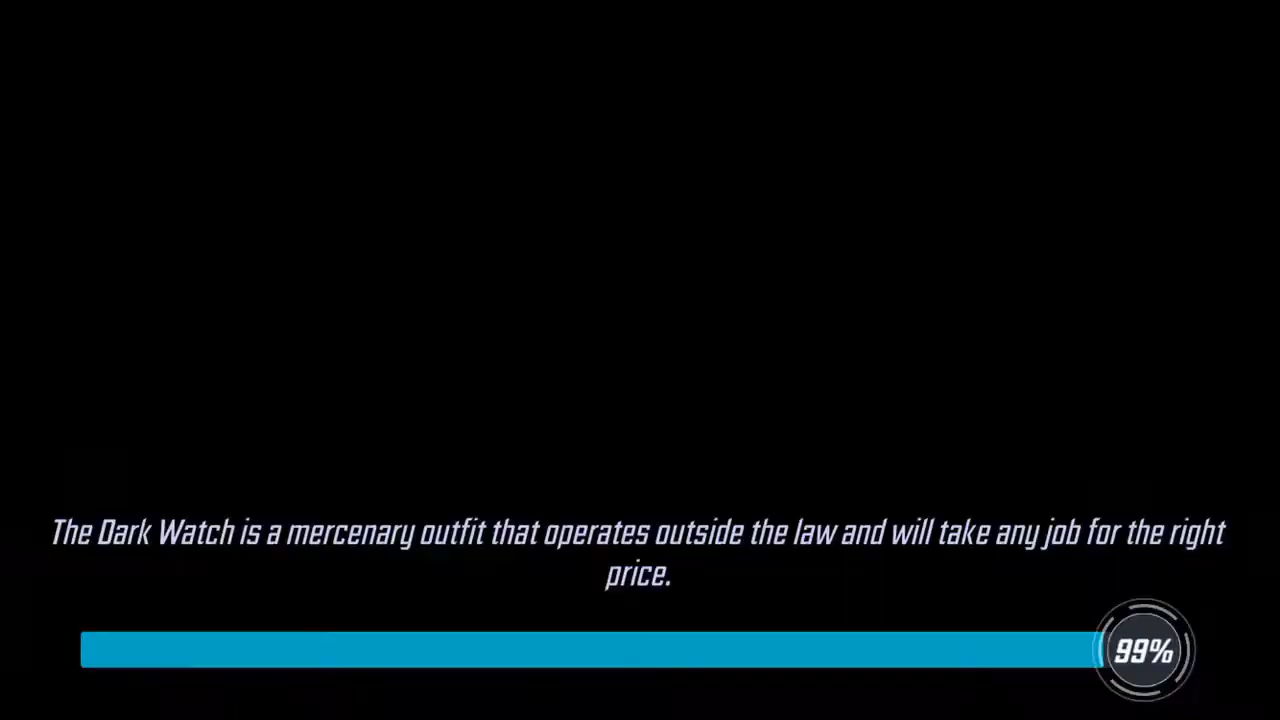 The Dark Watch is a mercenary outfit that operates outside the law and will take any job for the right
price.
99%